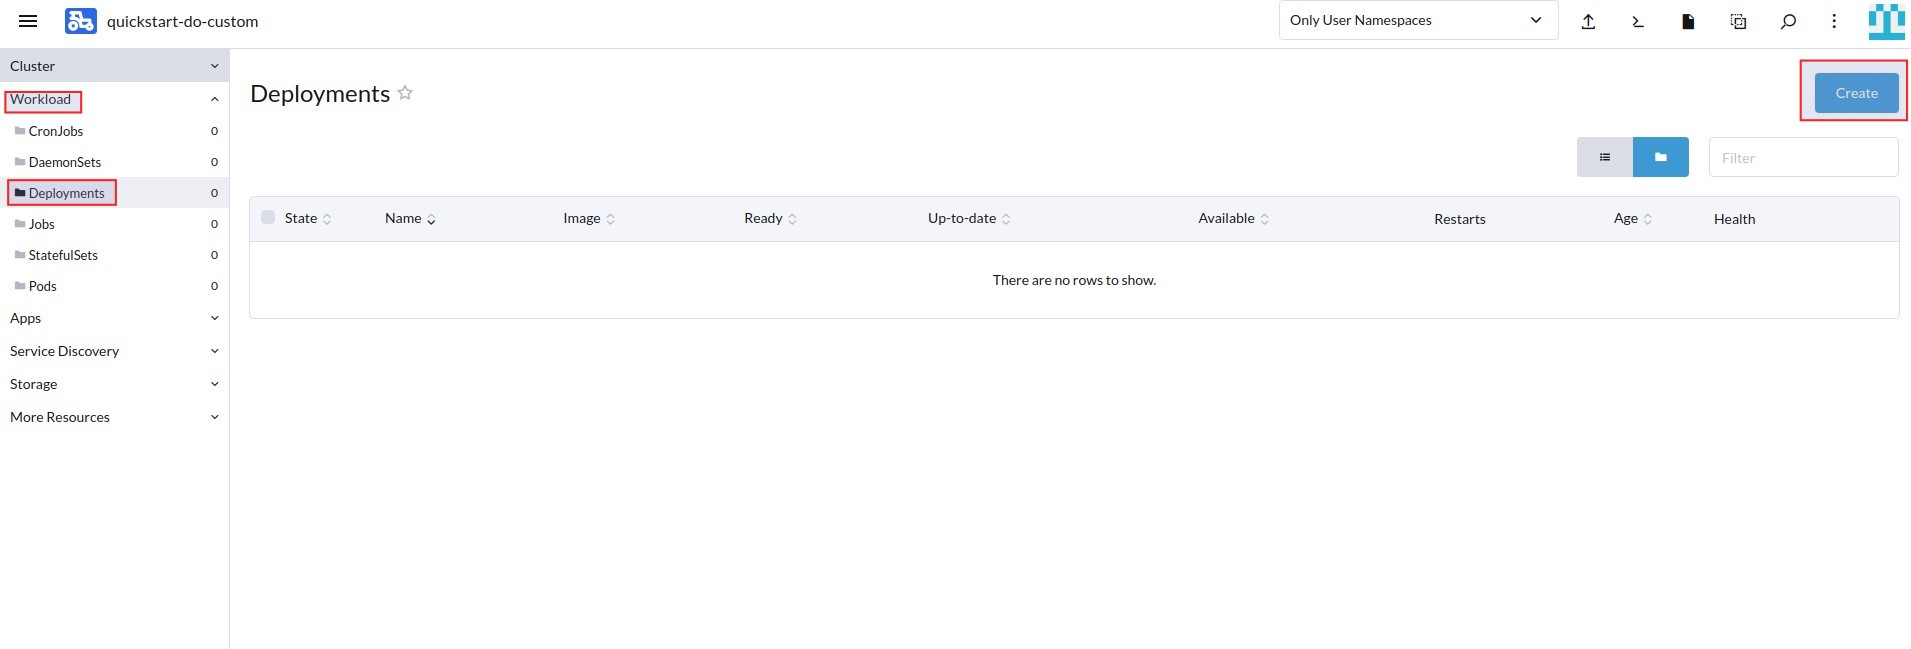 quickstart-do-custom
Only User Namespaces
Cluster
Workload
CronJobs 0
DaemonSets 0
Deployments 0
Jobs 0
StatefulSets 0
Pods 0
Apps
Service Discovery
Storage
More Resources
Deployments
Create
Filter
State Name Image Ready Up-to-date Available Restarts Age Health
There are no rows to show.